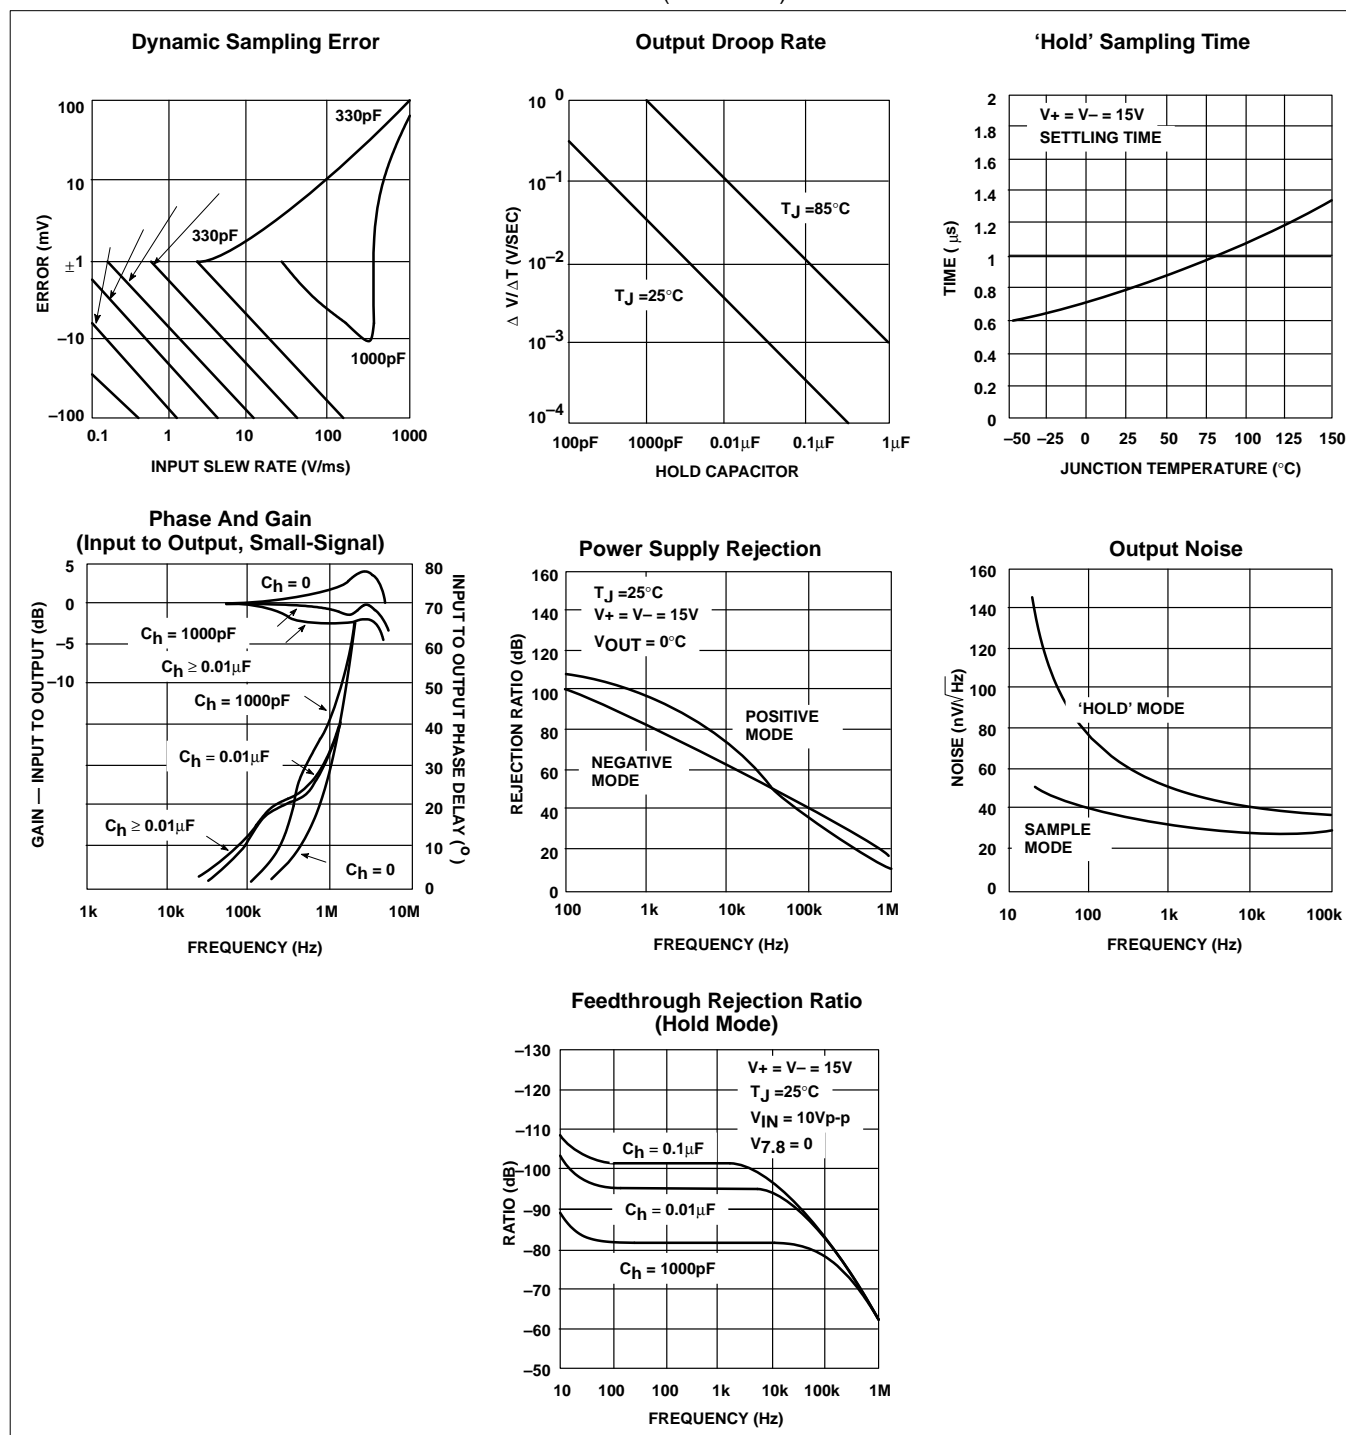 Dynamic Sampling Error
100
10
±1
–10
–100
ERROR (mV)
330pF
330pF
1000pF
0.1
1
10
100
1000
INPUT SLEW RATE (V/ms)
Output Droop Rate
10 0
10–1
10–2
10–3
10–4
Δ V/ΔT (V/SEC)
TJ =85°C
TJ =25°C
100pF
1000pF
0.01μF
0.1μF
1μF
HOLD CAPACITOR
‘Hold’ Sampling Time
2
1.8
1.6
1.4
1.2
1
0.8
0.6
0.4
0.2
0
TIME ( μs)
V+ = V– = 15V
SETTLING TIME
–50 –25 0 25 50 75 100 125 150
JUNCTION TEMPERATURE (°C)
Phase And Gain
(Input to Output, Small-Signal)
5
0
–5
–10
GAIN — INPUT TO OUTPUT (dB)
80
70
60
50
40
30
20
10
0
INPUT TO OUTPUT PHASE DELAY (O)
Ch = 0
Ch = 1000pF
Ch ≥ 0.01μF
Ch = 1000pF
Ch = 0.01μF
Ch ≥ 0.01μF
Ch = 0
1k
10k
100k
1M
10M
FREQUENCY (Hz)
Power Supply Rejection
160
140
120
100
80
60
40
20
0
REJECTION RATIO (dB)
TJ =25°C
V+ = V– = 15V
VOUT = 0°C
POSITIVE
MODE
NEGATIVE
MODE
100
1k
10k
100k
1M
FREQUENCY (Hz)
Output Noise
160
140
120
100
80
60
40
20
0
NOISE (nV/√Hz)
‘HOLD’ MODE
SAMPLE
MODE
10
100
1k
10k
100k
FREQUENCY (Hz)
Feedthrough Rejection Ratio
(Hold Mode)
–130
–120
–110
–100
–90
–80
–70
–60
–50
RATIO (dB)
V+ = V– = 15V
TJ =25°C
VIN = 10Vp-p
V7.8 = 0
Ch = 0.1μF
Ch = 0.01μF
Ch = 1000pF
10
100
100
1k
10k
100k
1M
FREQUENCY (Hz)